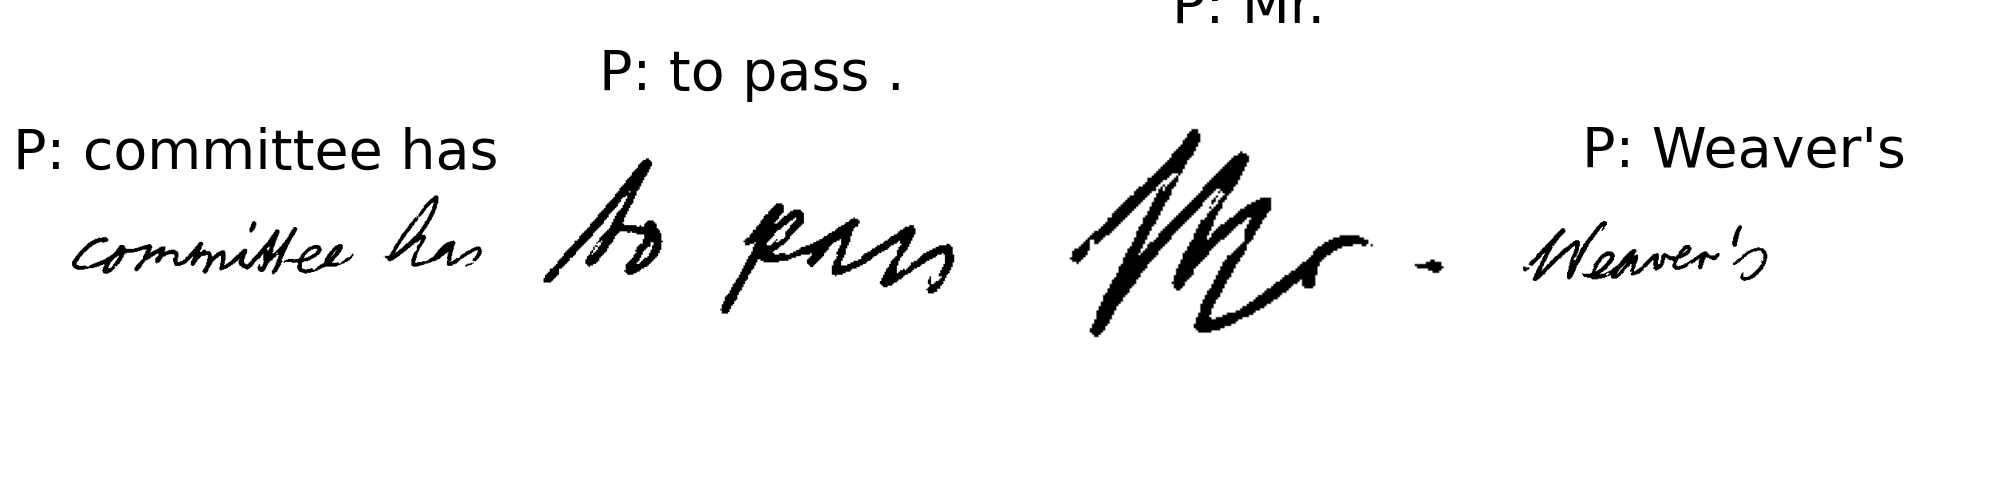 P: Mr.
P: to pass .
P: committee has
P: Weaver's
committee has to pass Mr. Weaver's